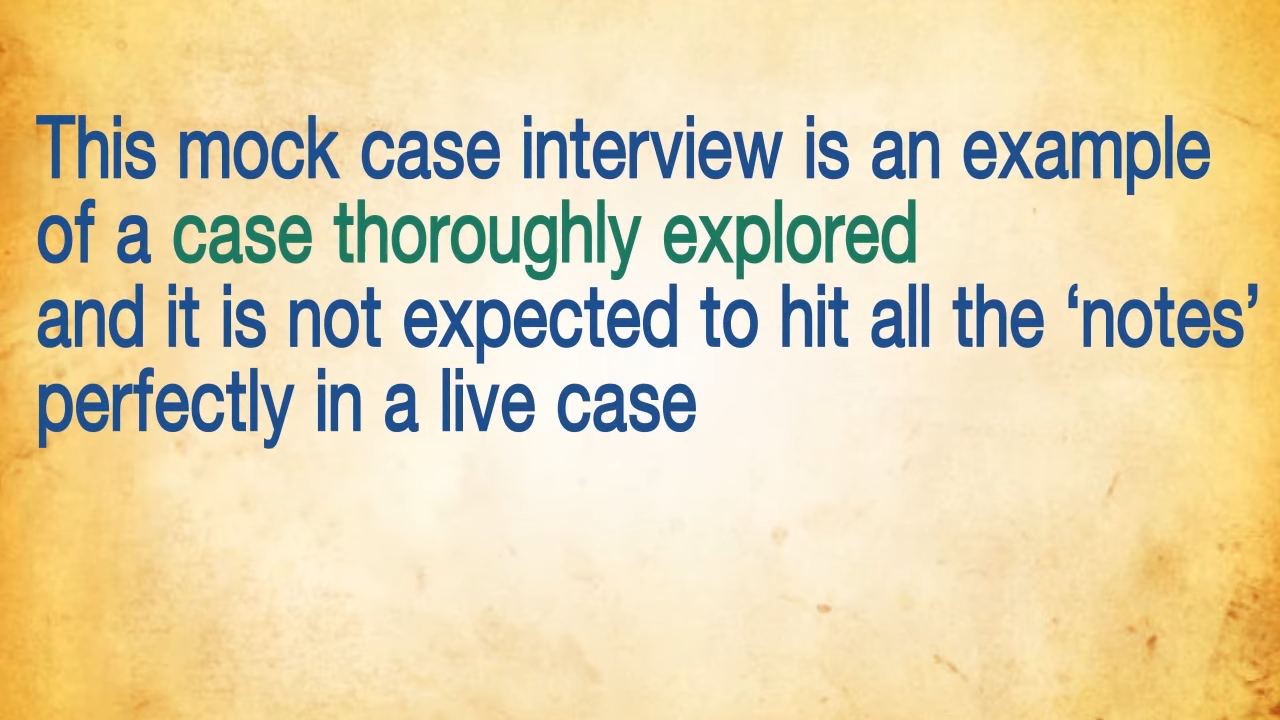 This mock case interview is an example
of a case thoroughly explored
and it is not expected to hit all the ‘notes’
perfectly in a live case